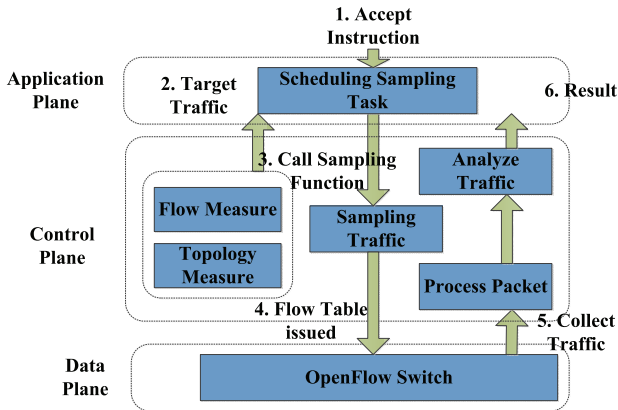 1. Accept
Instruction
Application
Plane
2. Target
Traffic
Scheduling Sampling
Task
6. Result
3. Call Sampling
Function
Analyze
Traffic
Flow Measure
Sampling
Traffic
Control
Plane
Topology
Measure
Process Packet
4. Flow Table
issued
5. Collect
Traffic
Data
Plane
OpenFlow Switch